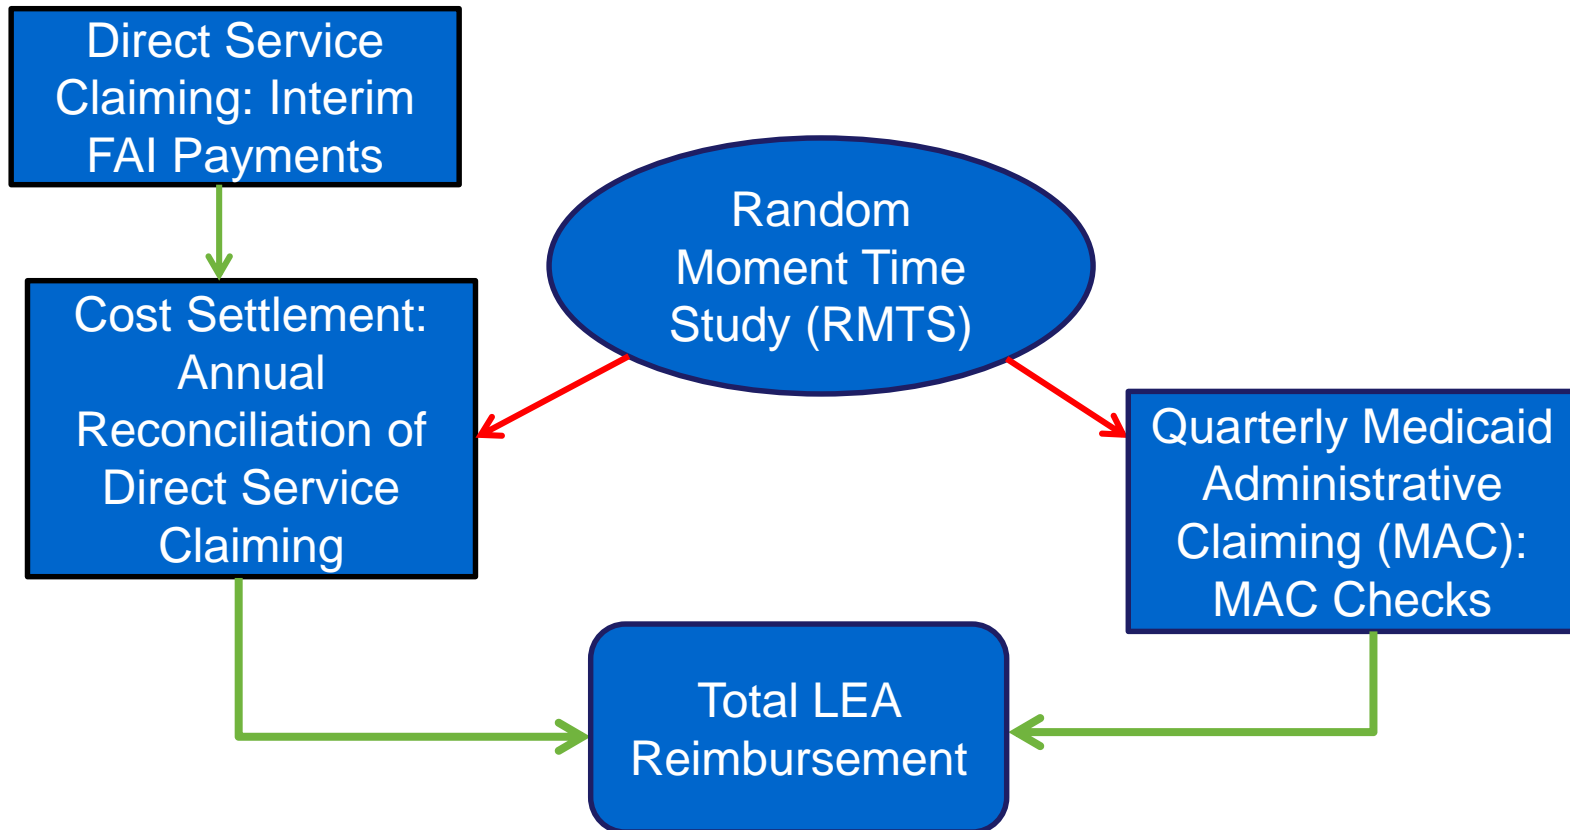 Direct Service
Claiming: Interim
FAI Payments
Random
Moment Time
Study (RMTS)
Cost Settlement:
Annual
Reconciliation of
Direct Service
Claiming
Quarterly Medicaid
Administrative
Claiming (MAC):
MAC Checks
Total LEA
Reimbursement